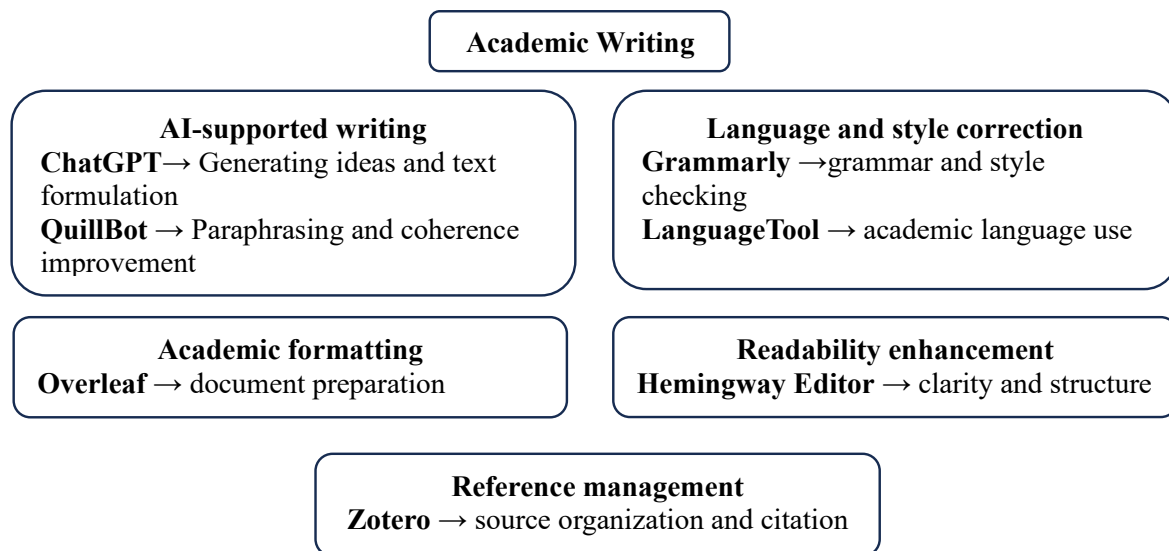 Academic Writing
AI-supported writing
ChatGPT→ Generating ideas and text
formulation
QuillBot → Paraphrasing and coherence
improvement
Language and style correction
Grammarly →grammar and style
checking
LanguageTool → academic language use
Academic formatting
Overleaf → document preparation
Readability enhancement
Hemingway Editor → clarity and structure
Reference management
Zotero → source organization and citation